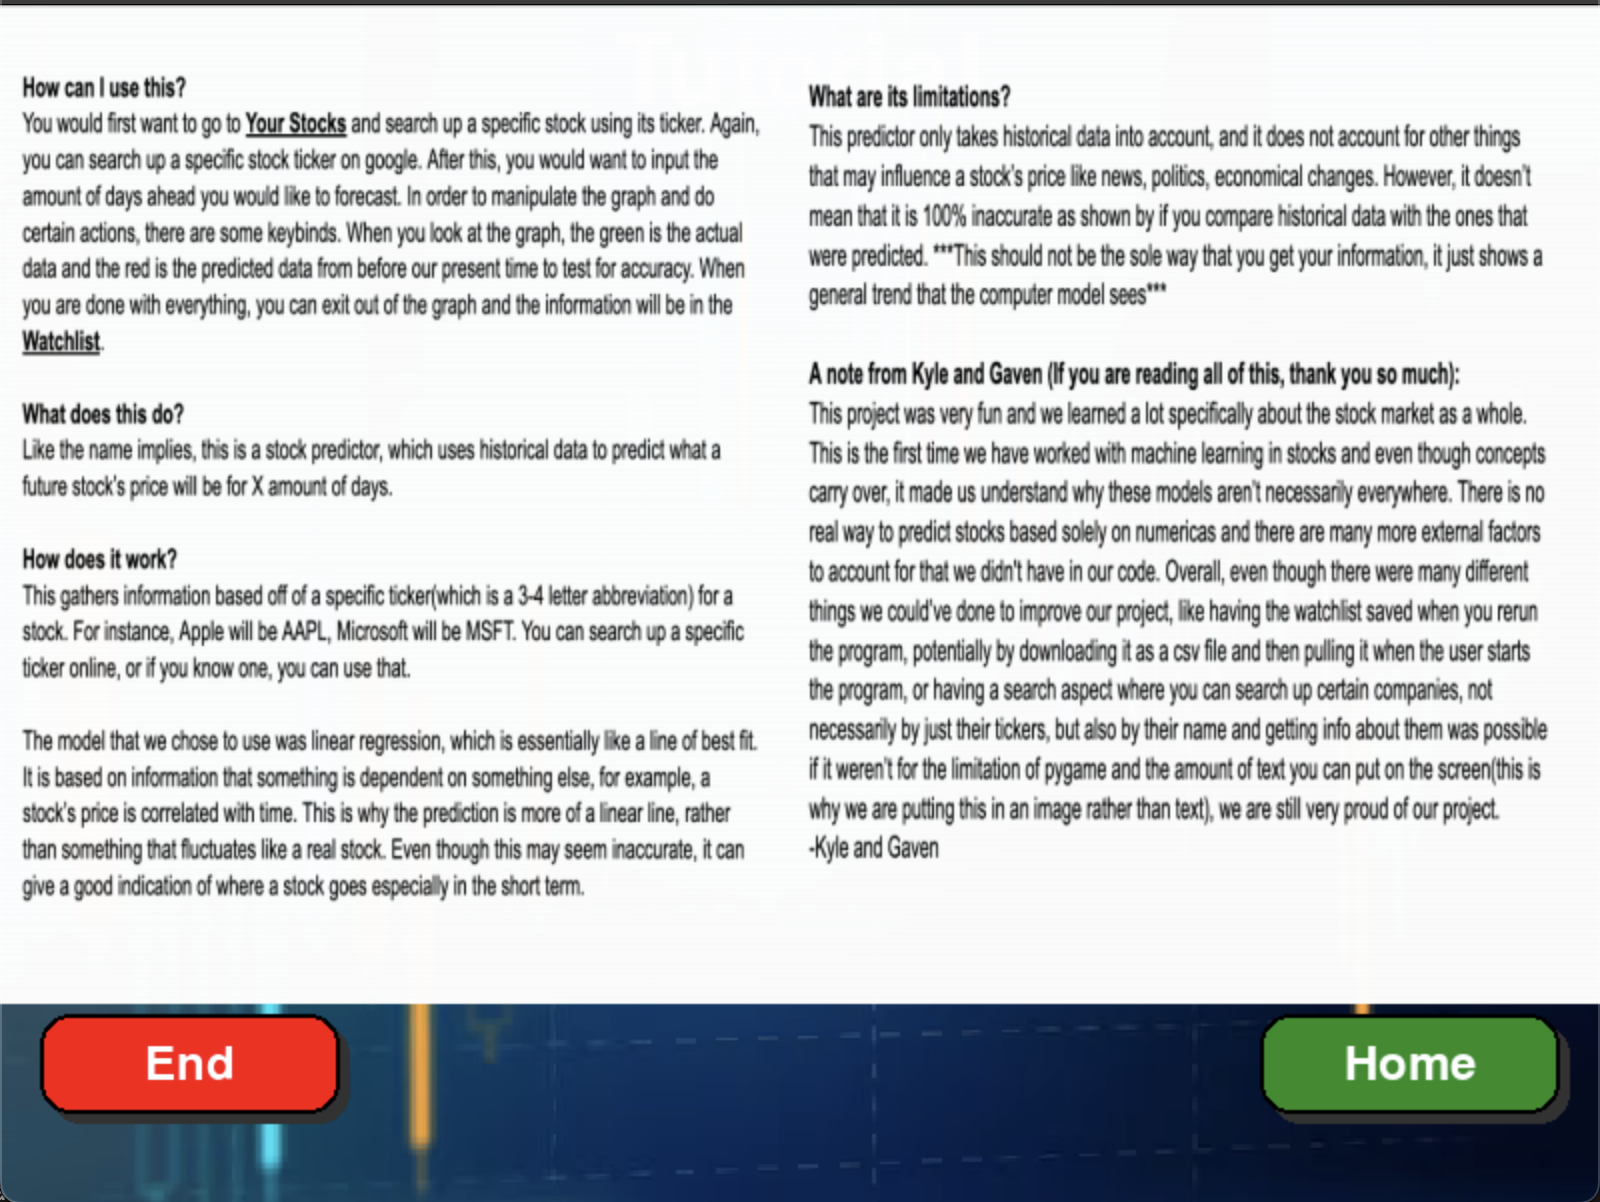 Tutorial
How can I use this?
You would first want to go to Your Stocks and search up a specific stock using its ticker. Again,
you can search up a specific stock ticker on google. After this, you would want to input the
amount of days ahead you would like to forecast. In order to manipulate the graph and do
certain actions, there are some keybinds. When you look at the graph, the green is the actual
data and the red is the predicted data from before our present time to test for accuracy. When
you are done with everything, you can exit out of the graph and the information will be in the
Watchlist.
What does this do?
Like the name implies, this is a stock predictor, which uses historical data to predict what a
future stock's price will be for X amount of days.
How does it work?
This gathers information based off of a specific ticker(which is a 3-4 letter abbreviation) for a
stock. For instance, Apple will be AAPL, Microsoft will be MSFT. You can search up a specific
ticker online, or if you know one, you can use that.
The model that we chose to use was linear regression, which is essentially like a line of best fit.
It is based on information that something is dependent on something else, for example, a
stock's price is correlated with time. This is why the prediction is more of a linear line, rather
than something that fluctuates like a real stock. Even though this may seem inaccurate, it can
give a good indication of where a stock goes especially in the short term.
What are its limitations?
This predictor only takes historical data into account, and it does not account for other things
that may influence a stock's price like news, politics, economical changes. However, it doesn't
mean that it is 100% inaccurate as shown by if you compare historical data with the ones that
were predicted. ***This should not be the sole way that you get your information, it just shows a
general trend that the computer model sees***
A note from Kyle and Gaven (If you are reading all of this, thank you so much):
This project was very fun and we learned a lot specifically about the stock market as a whole.
This is the first time we have worked with machine learning in stocks and even though concepts
carry over, it made us understand why these models aren't necessarily everywhere. There is no
real way to predict stocks based solely on numericas and there are many more external factors
to account for that we didn't have in our code. Overall, even though there were many different
things we could've done to improve our project, like having the watchlist saved when you rerun
the program, potentially by downloading it as a csv file and then pulling it when the user starts
the program, or having a search aspect where you can search up certain companies, not
necessarily by just their tickers, but also by their name and getting info about them was possible
if it weren't for the limitation of pygame and the amount of text you can put on the screen(this is
why we are putting this in an image rather than text), we are still very proud of our project.
-Kyle and Gaven
End
Home